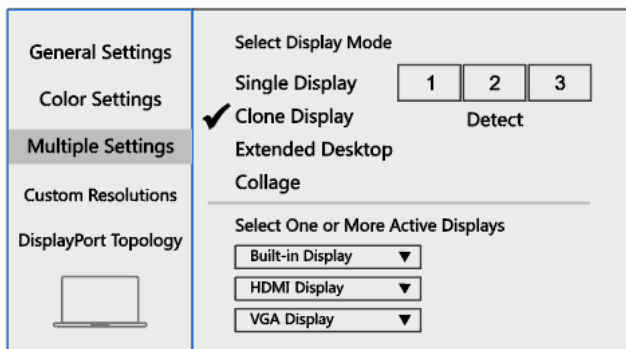 General Settings
Color Settings
Multiple Settings
Custom Resolutions
DisplayPort Topology
Select Display Mode
Single Display
Clone Display
Extended Desktop
Collage
1 2 3
Detect
Select One or More Active Displays
Built-in Display
HDMI Display
VGA Display